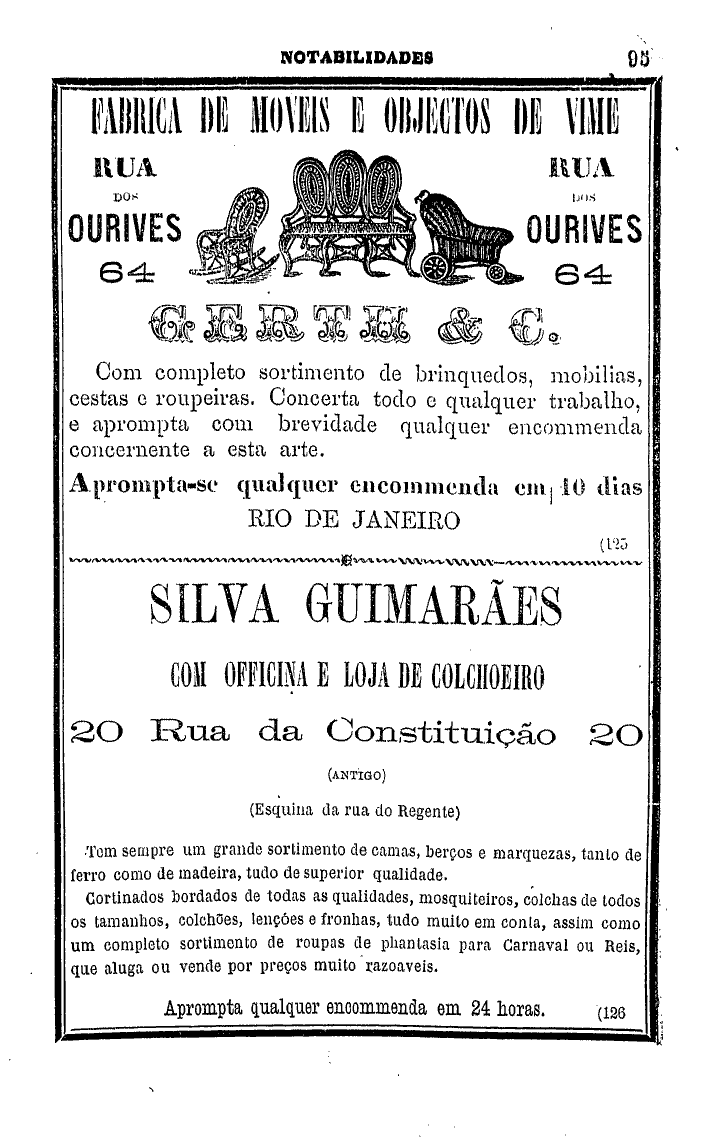 NOTABILIDADES 95
FABRICA DE MOVEIS E OBJECTOS DE VIME
RUA
DOS
OURIVES
64
RUA
DOS
OURIVES
64
GERTH & C.
Com completo sortimento de brinquedos, mobilias,
cestas e roupeiras. Concerta todo e qualquer trabalho,
e aprompta com brevidade qualquer encommenda
concernente a esta arte.
Aprompta-se qualquer encommenda em 10 dias
RIO DE JANEIRO
(125
SILVA GUIMARÃES
COM OFFICINA E LOJA DE COLCHOEIRO
20 Rua da Constituição 20
(ANTIGO)
(Esquina da rua do Regente)
Tem sempre um grande sortimento de camas, berços e marquezas, tanto de
ferro como de madeira, tudo de superior qualidade.
Cortinados bordados de todas as qualidades, mosquiteiros, colchas de todos
os tamanhos, colchões, lençóes e fronhas, tudo muito em conta, assim como
um completo sortimento de roupas de phantasia para Carnaval ou Reis,
que aluga ou vende por preços muito razoaveis.
Aprompta qualquer encommenda em 24 horas. (126